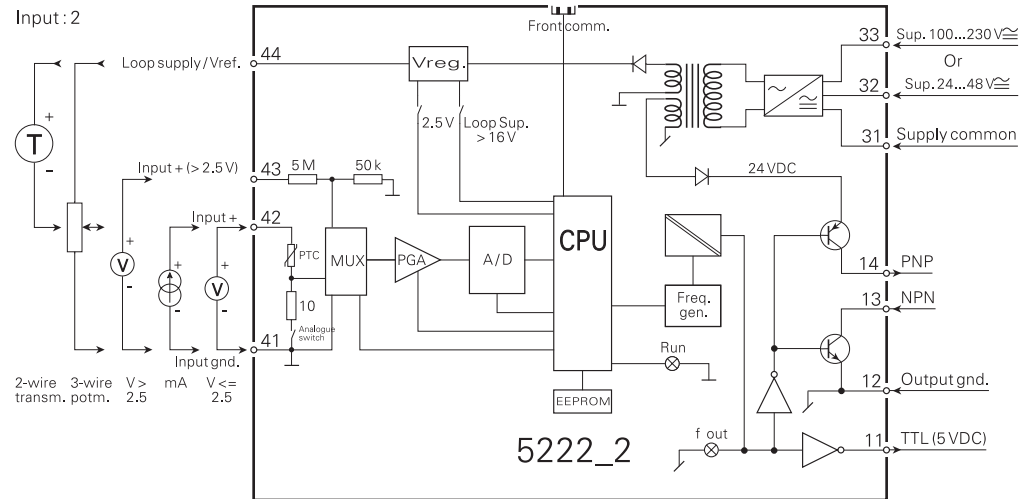 Input : 2
Front comm.
Loop supply / Vref.
44
Vreg.
33
Sup. 100...230 V≅
Or
32
Sup. 24...48 V≅
31
Supply common
2.5 V
Loop Sup.
> 16 V
T
+
-
Input + (> 2.5 V)
43
5 M
50 k
24 VDC
Input +
42
PTC
MUX
PGA
A/D
CPU
14
PNP
+
V
-
+
-
+
V
-
10
Analogue
switch
Freq.
gen.
13
NPN
41
Input gnd.
Run
12
Output gnd.
2-wire
transm.
3-wire
potm.
V >
2.5
mA
V <=
2.5
EEPROM
5222_2
f out
11
TTL (5 VDC)